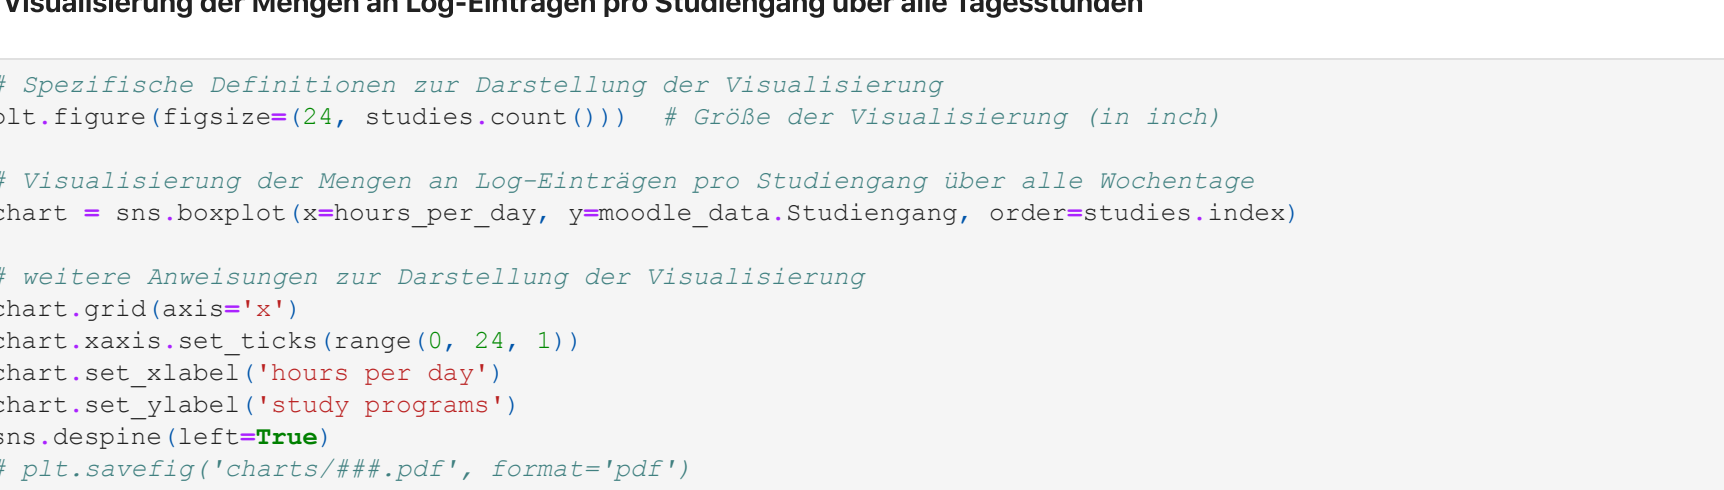 Visualisierung der Mengen an Log-Einträgen pro Studiengang über alle Tagesstunden
# Spezifische Definitionen zur Darstellung der Visualisierung
plt.figure(figsize=(24, studies.count()))  # Größe der Visualisierung (in inch)
# Visualisierung der Mengen an Log-Einträgen pro Studiengang über alle Wochentage
chart = sns.boxplot(x=hours_per_day, y=moodle_data.Studiengang, order=studies.index)
# weitere Anweisungen zur Darstellung der Visualisierung
chart.grid(axis='x')
chart.xaxis.set_ticks(range(0, 24, 1))
chart.set_xlabel('hours per day')
chart.set_ylabel('study programs')
sns.despine(left=True)
# plt.savefig('charts/###.pdf', format='pdf')